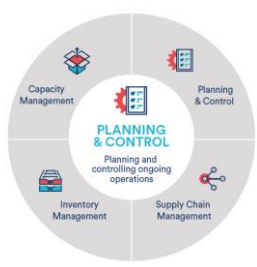 Capacity
Management
Planning
& Control
PLANNING
& CONTROL
Planning and
controlling ongoing
operations
Inventory
Management
Supply Chain
Management